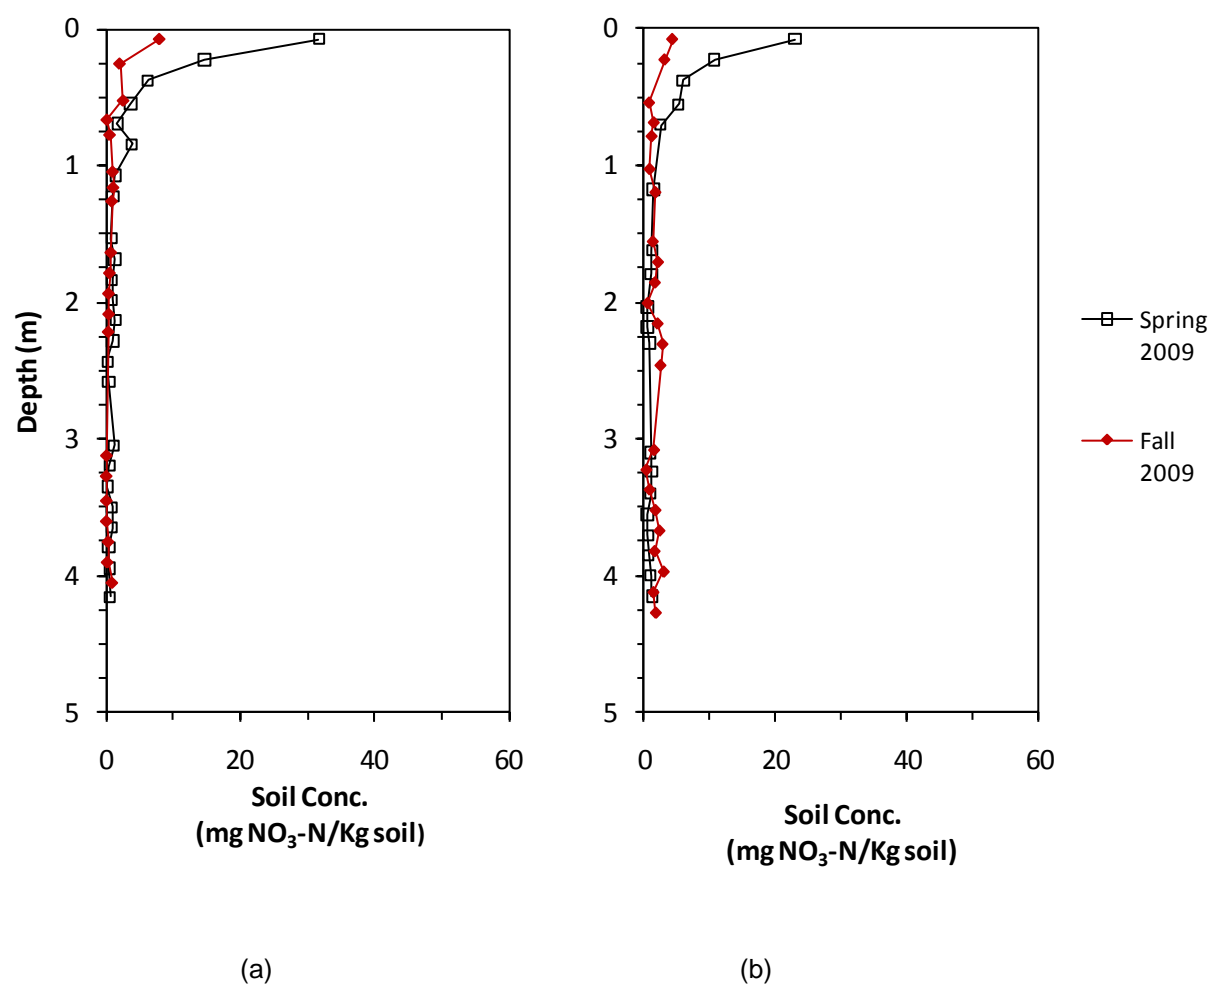 0
1
2
3
4
5
Depth (m)
0 20 40 60
Soil Conc.
(mg NO₃-N/Kg soil)
(a)
0
1
2
3
4
5
0 20 40 60
Soil Conc.
(mg NO₃-N/Kg soil)
(b)
Spring
2009
Fall
2009